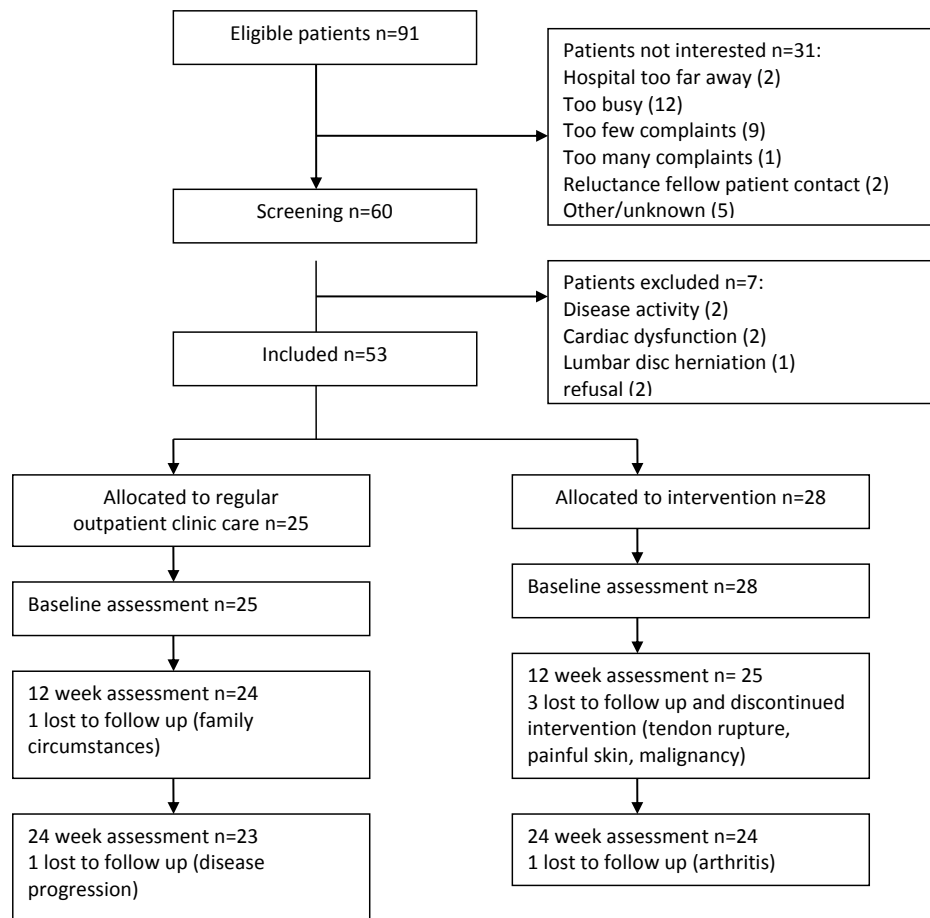 Eligible patients n=91
Patients not interested n=31:
Hospital too far away (2)
Too busy (12)
Too few complaints (9)
Too many complaints (1)
Reluctance fellow patient contact (2)
Other/unknown (5)
Screening n=60
Patients excluded n=7:
Disease activity (2)
Cardiac dysfunction (2)
Lumbar disc herniation (1)
refusal (2)
Included n=53
Allocated to regular
outpatient clinic care n=25
Allocated to intervention n=28
Baseline assessment n=25
Baseline assessment n=28
12 week assessment n=24
1 lost to follow up (family
circumstances)
12 week assessment n= 25
3 lost to follow up and discontinued
intervention (tendon rupture,
painful skin, malignancy)
24 week assessment n=23
1 lost to follow up (disease
progression)
24 week assessment n=24
1 lost to follow up (arthritis)